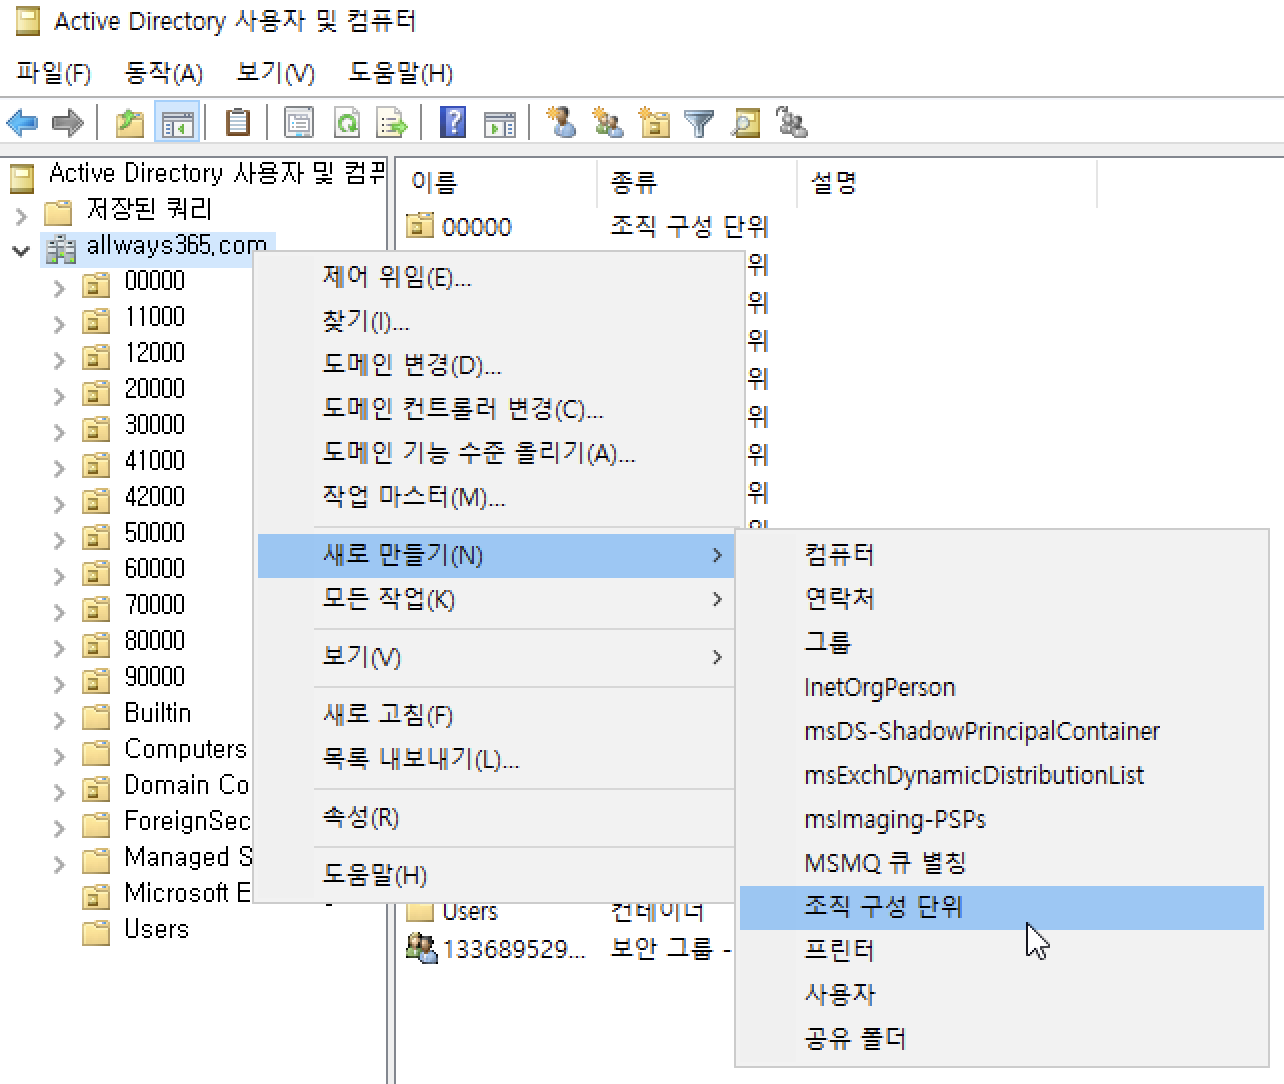 Active Directory 사용자 및 컴퓨터
파일(F) 동작(A) 보기(V) 도움말(H)
Active Directory 사용자 및 컴퓨
저장된 쿼리
allways365.com
00000
11000
12000
20000
30000
41000
42000
50000
60000
70000
80000
90000
Builtin
Computers
Domain Co
ForeignSec
Managed S
Microsoft E
Users
이름 종류 설명
00000 조직 구성 단위
위
위
위
위
위
위
위
Users 컨테이너
133689529... 보안 그룹 -
제어 위임(E)...
찾기(I)...
도메인 변경(D)...
도메인 컨트롤러 변경(C)...
도메인 기능 수준 올리기(A)...
작업 마스터(M)...
새로 만들기(N)
모든 작업(K)
보기(V)
새로 고침(F)
목록 내보내기(L)...
속성(R)
도움말(H)
컴퓨터
연락처
그룹
InetOrgPerson
msDS-ShadowPrincipalContainer
msExchDynamicDistributionList
msImaging-PSPs
MSMQ 큐 별칭
조직 구성 단위
프린터
사용자
공유 폴더